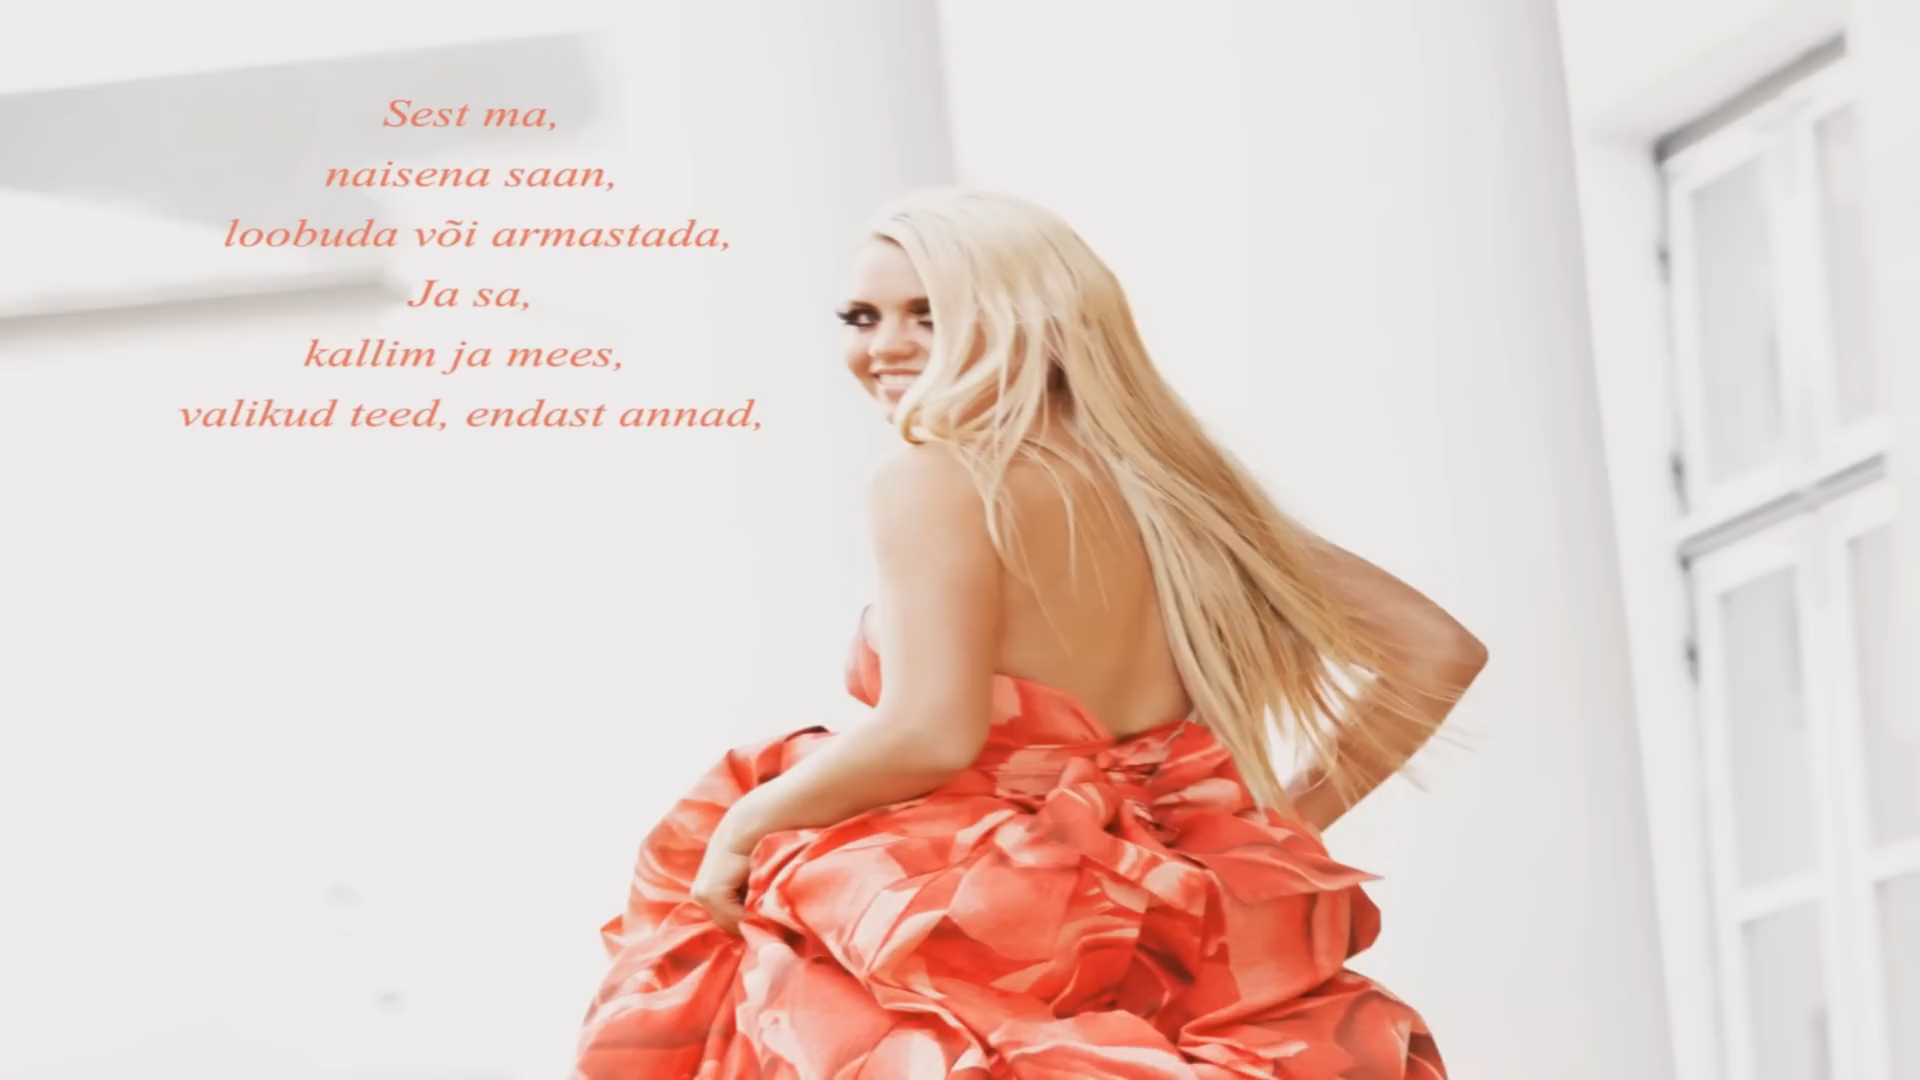 Sest ma,
naisena saan,
loobuda või armastada,
Ja sa,
kallim ja mees,
valikud teed, endast annad,